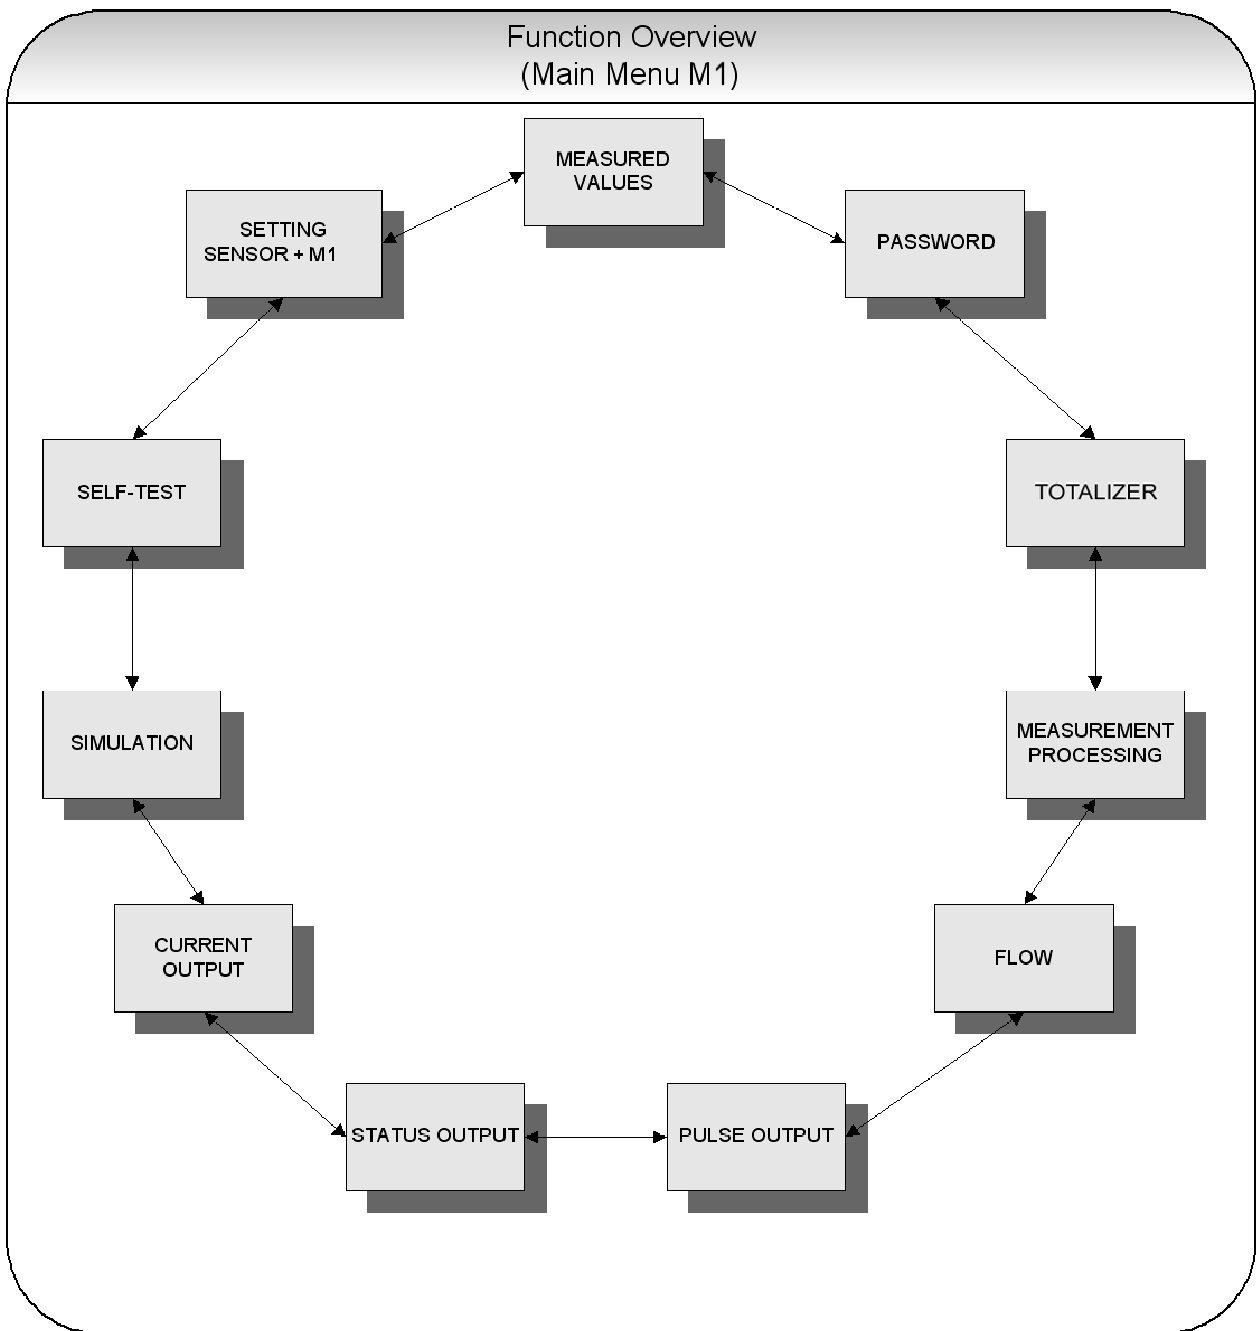 Function Overview
(Main Menu M1)
MEASURED
VALUES
SETTING
SENSOR + M1
PASSWORD
SELF-TEST
TOTALIZER
SIMULATION
MEASUREMENT
PROCESSING
CURRENT
OUTPUT
FLOW
STATUS OUTPUT
PULSE OUTPUT